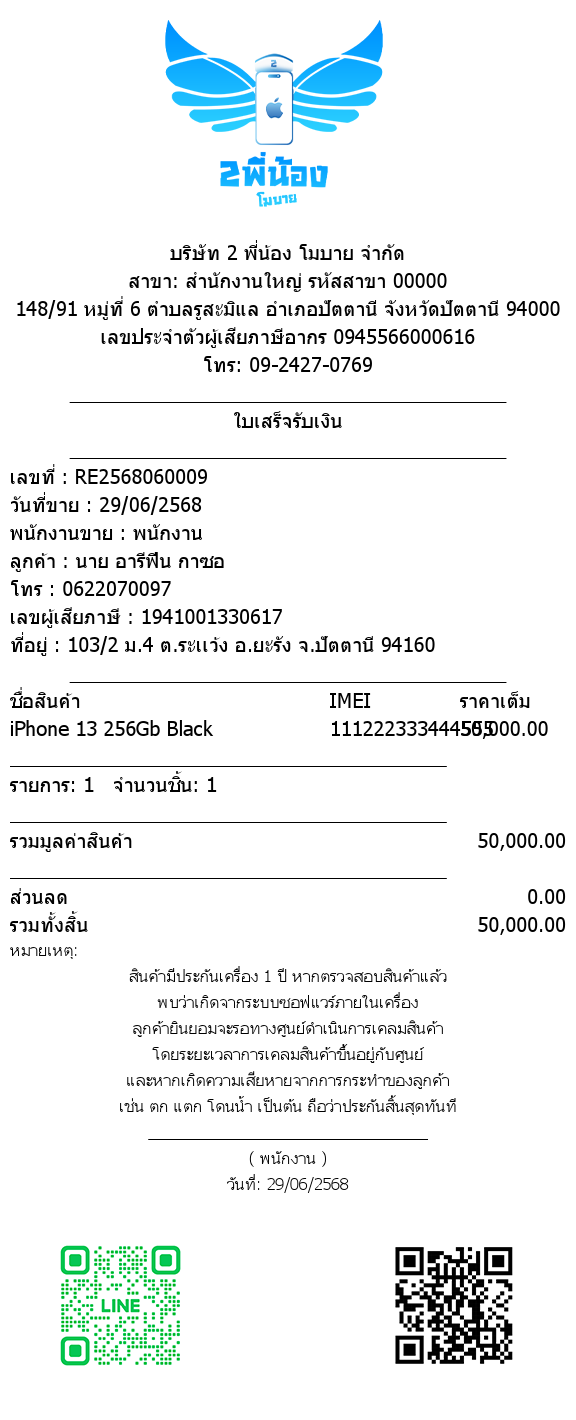 2
2พี่น้อง
โมบาย
บริษัท 2 พี่น้อง โมบาย จำกัด
สาขา: สำนักงานใหญ่ รหัสสาขา 00000
148/91 หมู่ที่ 6 ตำบลรูสะมิแล อำเภอปัตตานี จังหวัดปัตตานี 94000
เลขประจำตัวผู้เสียภาษีอากร 0945566000616
โทร: 09-2427-0769
ใบเสร็จรับเงิน
เลขที่ : RE2568060009
วันที่ขาย : 29/06/2568
พนักงานขาย : พนักงาน
ลูกค้า : นาย อารีฟีน กาซอ
โทร : 0622070097
เลขผู้เสียภาษี : 1941001330617
ที่อยู่ : 103/2 ม.4 ต.ระแว้ง อ.ยะรัง จ.ปัตตานี 94160
ชื่อสินค้า IMEI ราคาเต็ม
iPhone 13 256Gb Black 111222333444555 50,000.00
รายการ: 1 จำนวนชิ้น: 1
รวมมูลค่าสินค้า 50,000.00
ส่วนลด 0.00
รวมทั้งสิ้น 50,000.00
หมายเหตุ:
สินค้ามีประกันเครื่อง 1 ปี หากตรวจสอบสินค้าแล้ว
พบว่าเกิดจากระบบซอฟแวร์ภายในเครื่อง
ลูกค้ายินยอมจะรอทางศูนย์ดำเนินการเคลมสินค้า
โดยระยะเวลาการเคลมสินค้าขึ้นอยู่กับศูนย์
และหากเกิดความเสียหายจากการกระทำของลูกค้า
เช่น ตก แตก โดนน้ำ เป็นต้น ถือว่าประกันสิ้นสุดทันที
( พนักงาน )
วันที่: 29/06/2568
LINE